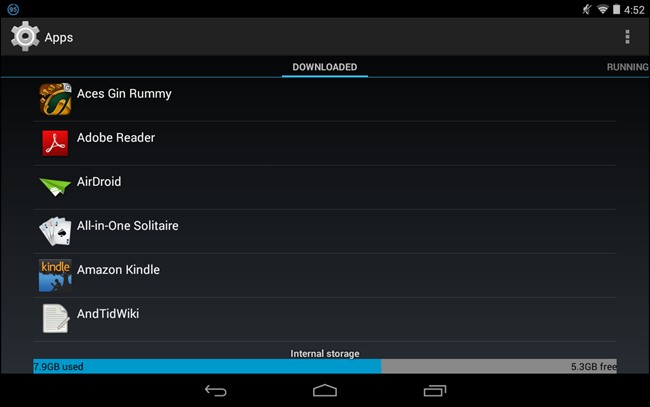 95
4:52
Apps
DOWNLOADED
RUNNING
Aces Gin Rummy
Adobe Reader
AirDroid
All-in-One Solitaire
kindle
Amazon Kindle
AndTidWiki
Internal storage
7.9GB used
5.3GB free